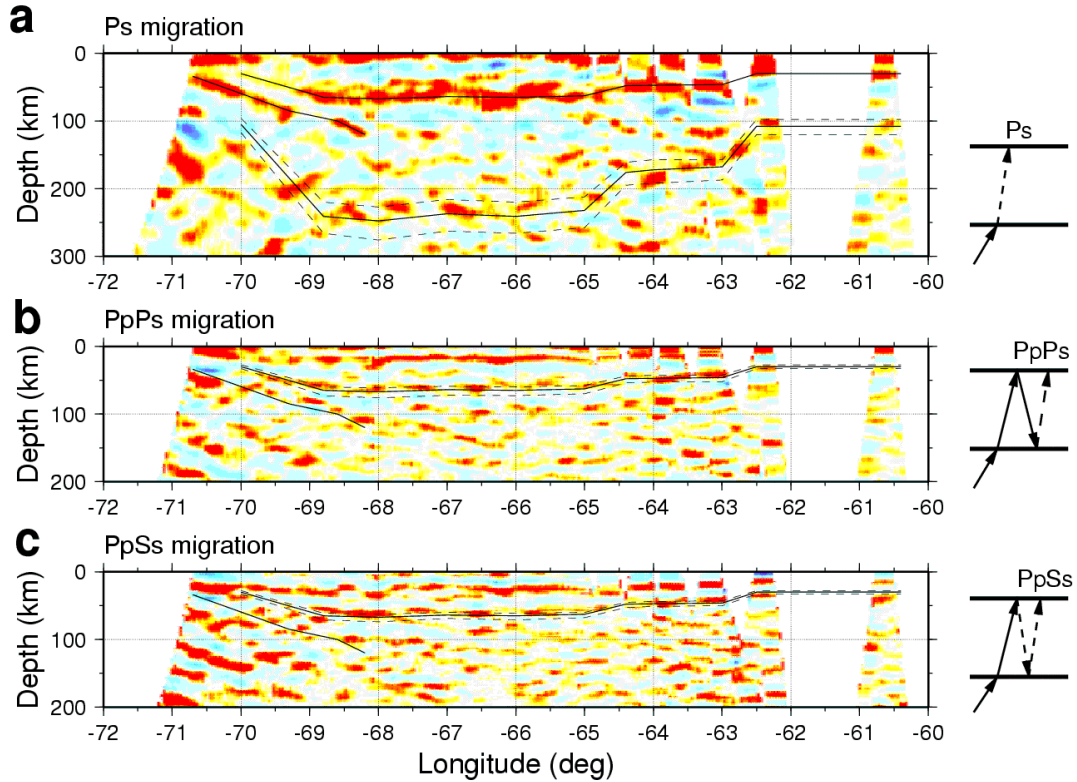 a
Ps migration
Depth (km)
0
100
200
300
-72 -71 -70 -69 -68 -67 -66 -65 -64 -63 -62 -61 -60
Ps
b
PpPs migration
Depth (km)
0
100
200
-72 -71 -70 -69 -68 -67 -66 -65 -64 -63 -62 -61 -60
PpPs
c
PpSs migration
Depth (km)
0
100
200
-72 -71 -70 -69 -68 -67 -66 -65 -64 -63 -62 -61 -60
PpSs
Longitude (deg)